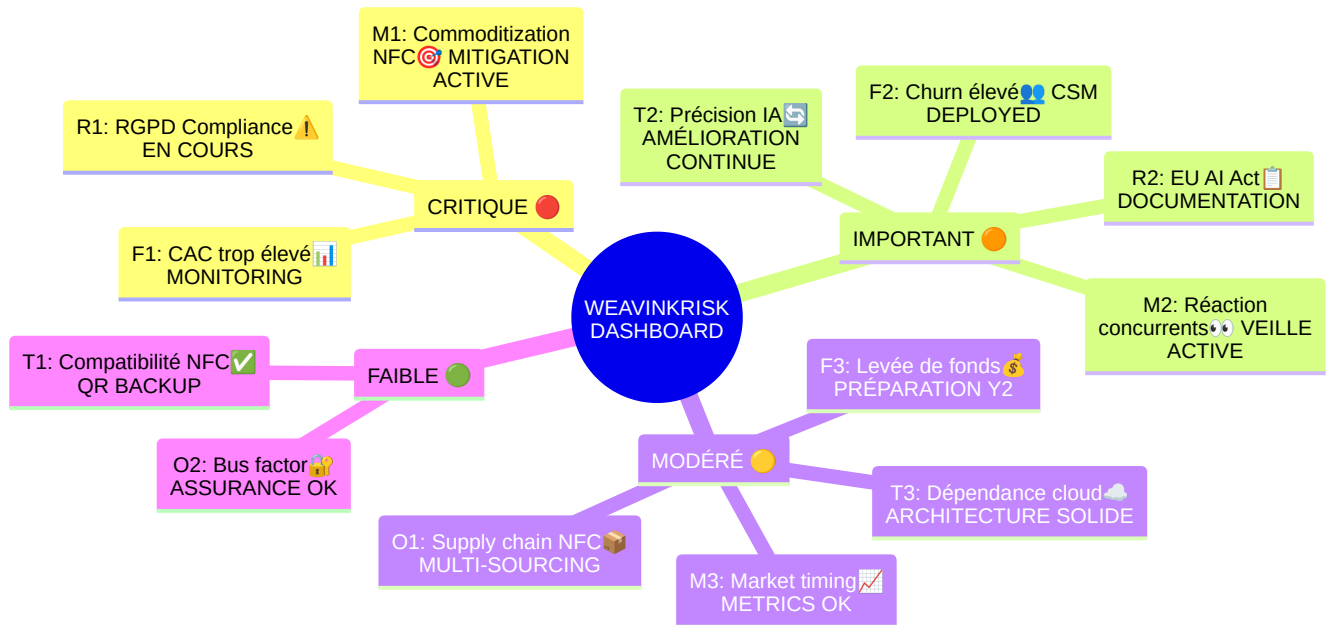 M1: Commoditization
NFC🎯 MITIGATION
ACTIVE
R1: RGPD Compliance⚠️
EN COURS
CRITIQUE 🔴
F1: CAC trop élevé📊
MONITORING
T2: Précision IA🔄
AMÉLIORATION
CONTINUE
F2: Churn élevé👥 CSM
DEPLOYED
R2: EU AI Act📋
DOCUMENTATION
IMPORTANT 🟠
M2: Réaction
concurrents👀 VEILLE
ACTIVE
WEAVINKRISK
DASHBOARD
T1: Compatibilité NFC✅
QR BACKUP
FAIBLE 🟢
O2: Bus factor🔐
ASSURANCE OK
F3: Levée de fonds💰
PRÉPARATION Y2
MODÉRÉ 🟡
T3: Dépendance cloud☁️
ARCHITECTURE SOLIDE
O1: Supply chain NFC📦
MULTI-SOURCING
M3: Market timing📈
METRICS OK